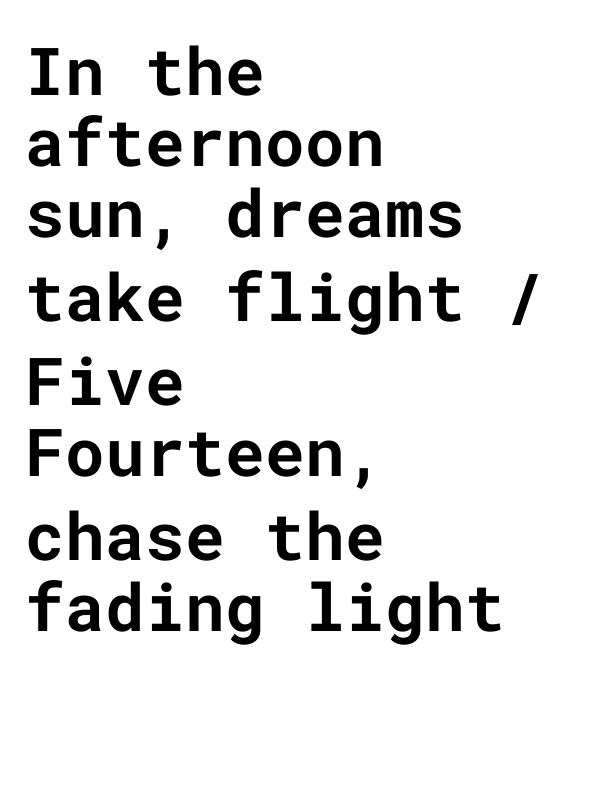 In the
afternoon
sun, dreams
take flight /
Five
Fourteen,
chase the
fading light